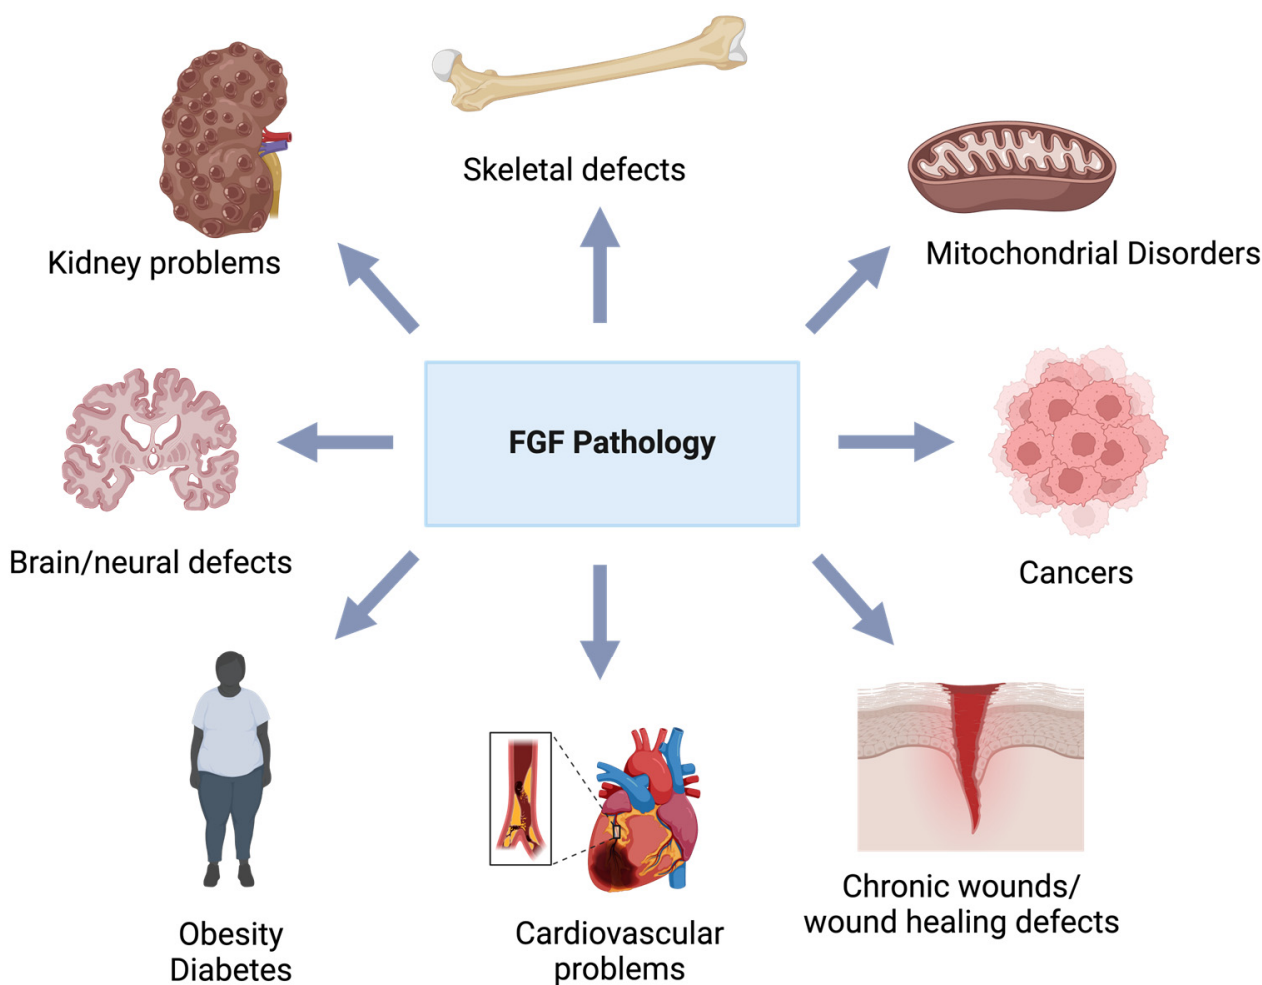 Skeletal defects
Kidney problems
Mitochondrial Disorders
FGF Pathology
Brain/neural defects
Cancers
Obesity
Diabetes
Cardiovascular
problems
Chronic wounds/
wound healing defects